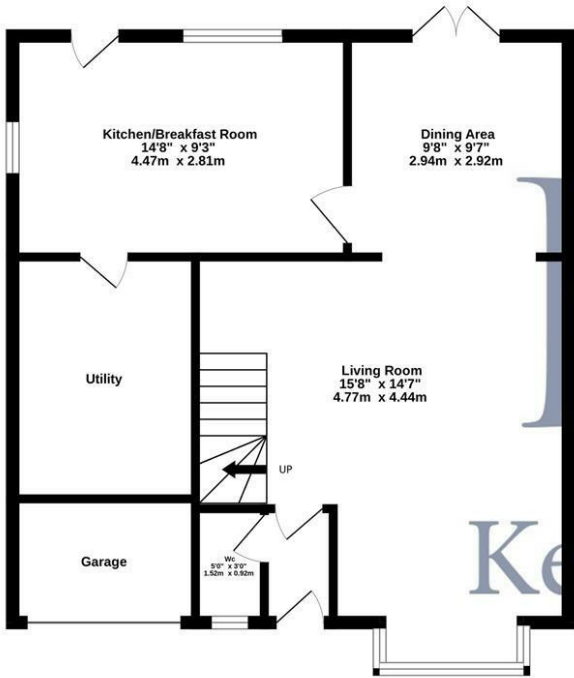 Kitchen/Breakfast Room
14'8" x 9'3"
4.47m x 2.81m
Dining Area
9'8" x 9'7"
2.94m x 2.92m
Utility
Living Room
15'8" x 14'7"
4.77m x 4.44m
UP
Garage
Wc
5'0" x 3'0"
1.52m x 0.92m
Ke